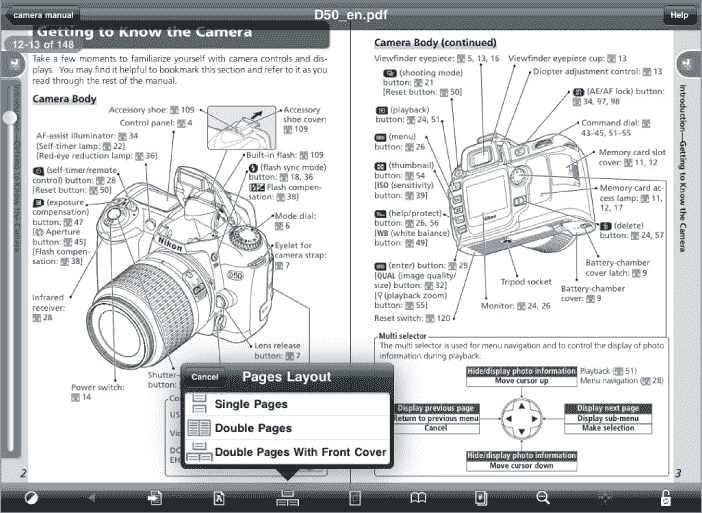 camera manual
D50_en.pdf
Help
Getting to Know the Camera
12-13 of 148
Take a few moments to familiarize yourself with camera controls and dis-
plays. You may find it helpful to bookmark this section and refer to it as you
read through the rest of the manual.
Camera Body
Accessory shoe: 109
Control panel: 4
AF-assist illuminator: 34
[Self-timer lamp: 22]
[Red-eye reduction lamp: 36]
(self-timer/remote
control) button: 28
[Reset button: 50]
(exposure
compensation)
button: 47
[Aperture
button: 45]
[Flash compen-
sation: 38]
Infrared
receiver:
28
Power switch:
14
Shutter-
button:
Accessory
shoe cover:
109
Built-in flash: 109
(flash sync mode)
button: 18, 36
[Flash compen-
sation: 38]
Mode dial:
6
Eyelet for
camera strap:
7
Lens release
button: 7
Nikon
D50
2
Introduction—Getting to Know the Camera
Camera Body (continued)
Viewfinder eyepiece: 5, 13, 16
Viewfinder eyepiece cup: 13
Diopter adjustment control: 13
(shooting mode)
button: 21
[Reset button: 50]
(playback)
button: 24, 51
(menu)
button: 26
(thumbnail)
button: 54
[ISO (sensitivity)
button: 39]
(help/protect)
button: 26, 56
[WB (white balance)
button: 49]
(enter) button: 29
[QUAL (image quality/
size) button: 32]
[(playback zoom)
button: 55]
Reset switch: 120
(AE/AF lock) button:
34, 97, 98
Command dial:
43–45, 51–55
Memory card slot
cover: 11, 12
Memory card ac-
cess lamp: 11,
12, 17
(delete)
button: 24, 57
Battery-chamber
cover latch: 9
Battery-chamber
cover: 9
Tripod socket
Monitor: 24, 26
Nikon
Multi selector
The multi selector is used for menu navigation and to control the display of photo
information during playback.
Hide/display photo information
Move cursor up
Playback (51)
Menu navigation (28)
Display previous page
Return to previous menu
Cancel
Display next page
Display sub-menu
Make selection
Hide/display photo information
Move cursor down
3
Introduction—Getting to Know the Camera
Cancel
Pages Layout
Single Pages
Double Pages
Double Pages With Front Cover